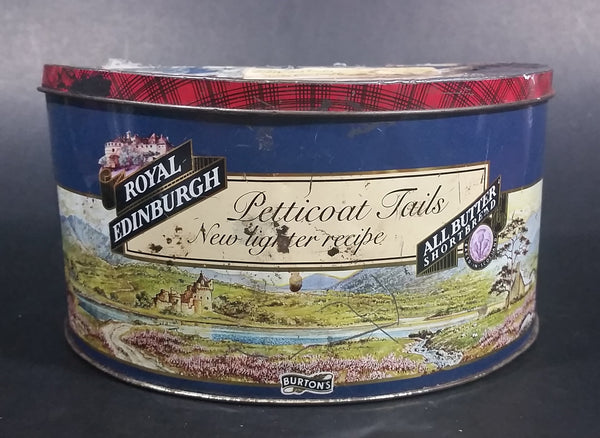 ROYAL
EDINBURGH
Petticoat Tails
New lighter recipe
ALL BUTTER
SHORTBREAD
BURTON'S